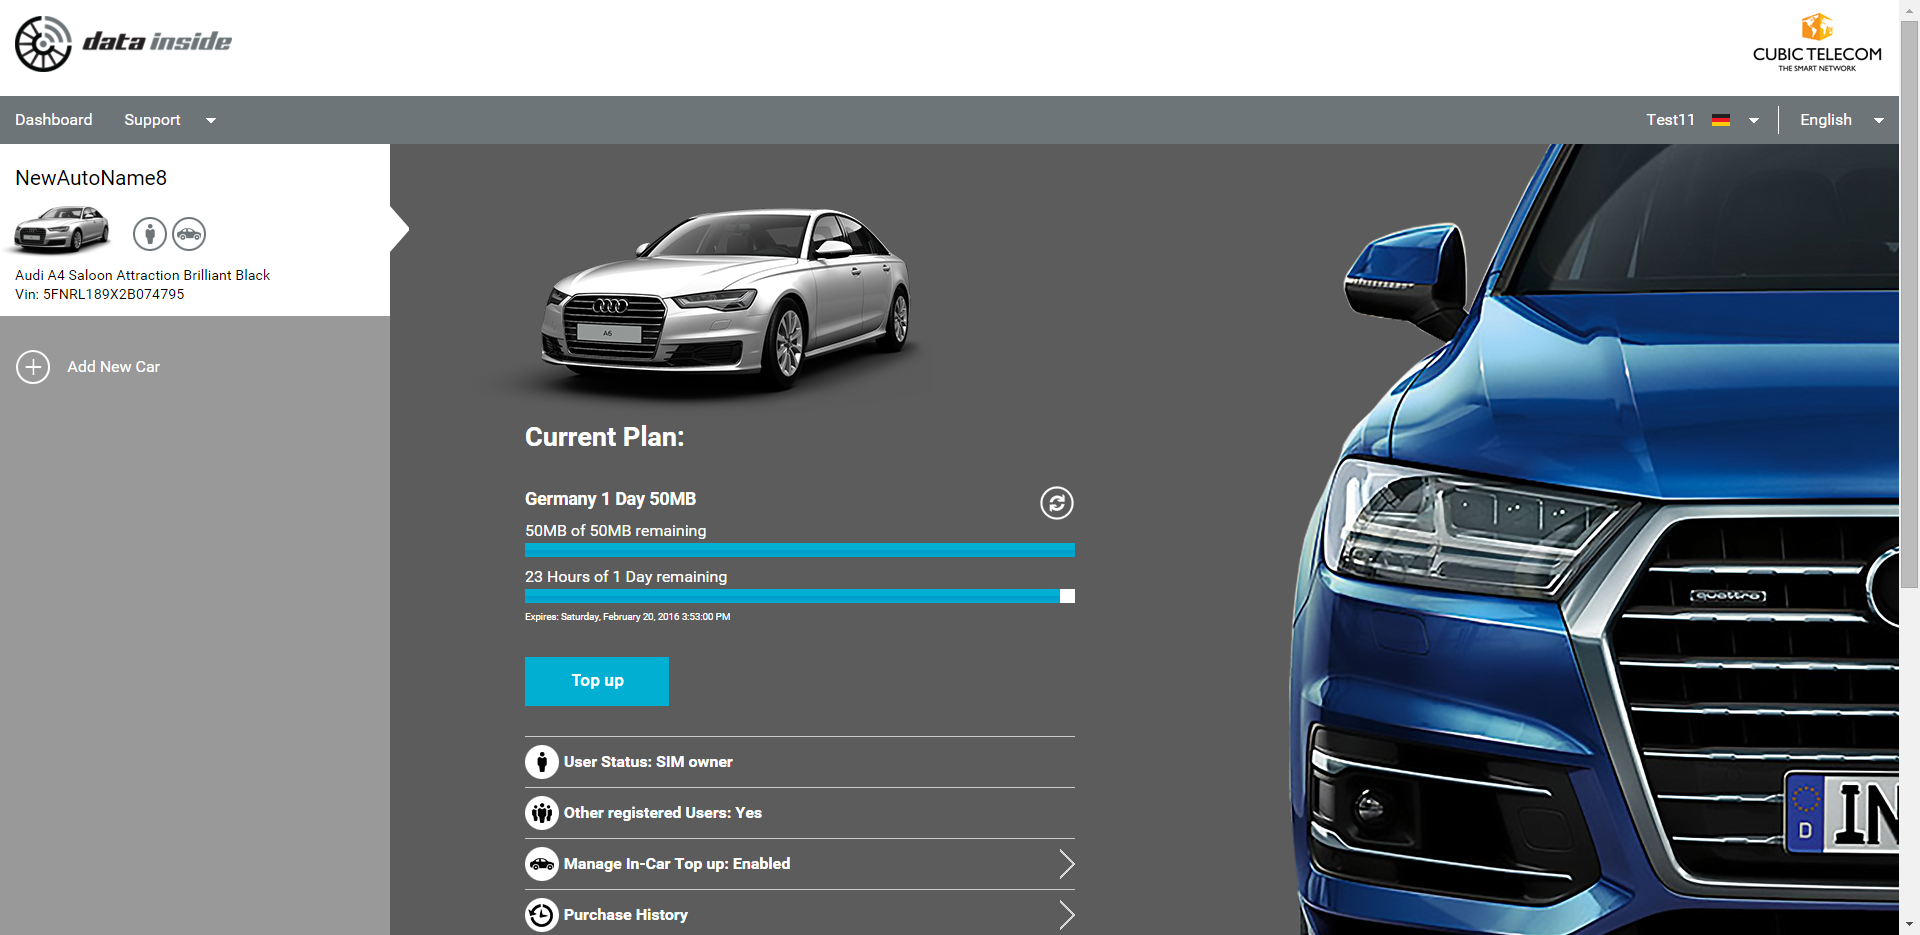 data inside
CUBIC TELECOM
THE SMART NETWORK
Dashboard
Support
Test11
English
NewAutoName8
Audi A4 Saloon Attraction Brilliant Black
Vin: 5FNRL189X2B074795
Add New Car
A6
Current Plan:
Germany 1 Day 50MB
50MB of 50MB remaining
23 Hours of 1 Day remaining
Expires: Saturday, February 20, 2016 3:53:00 PM
Top up
quattro
User Status: SIM owner
Other registered Users: Yes
D
IN
Manage In-Car Top up: Enabled
Purchase History